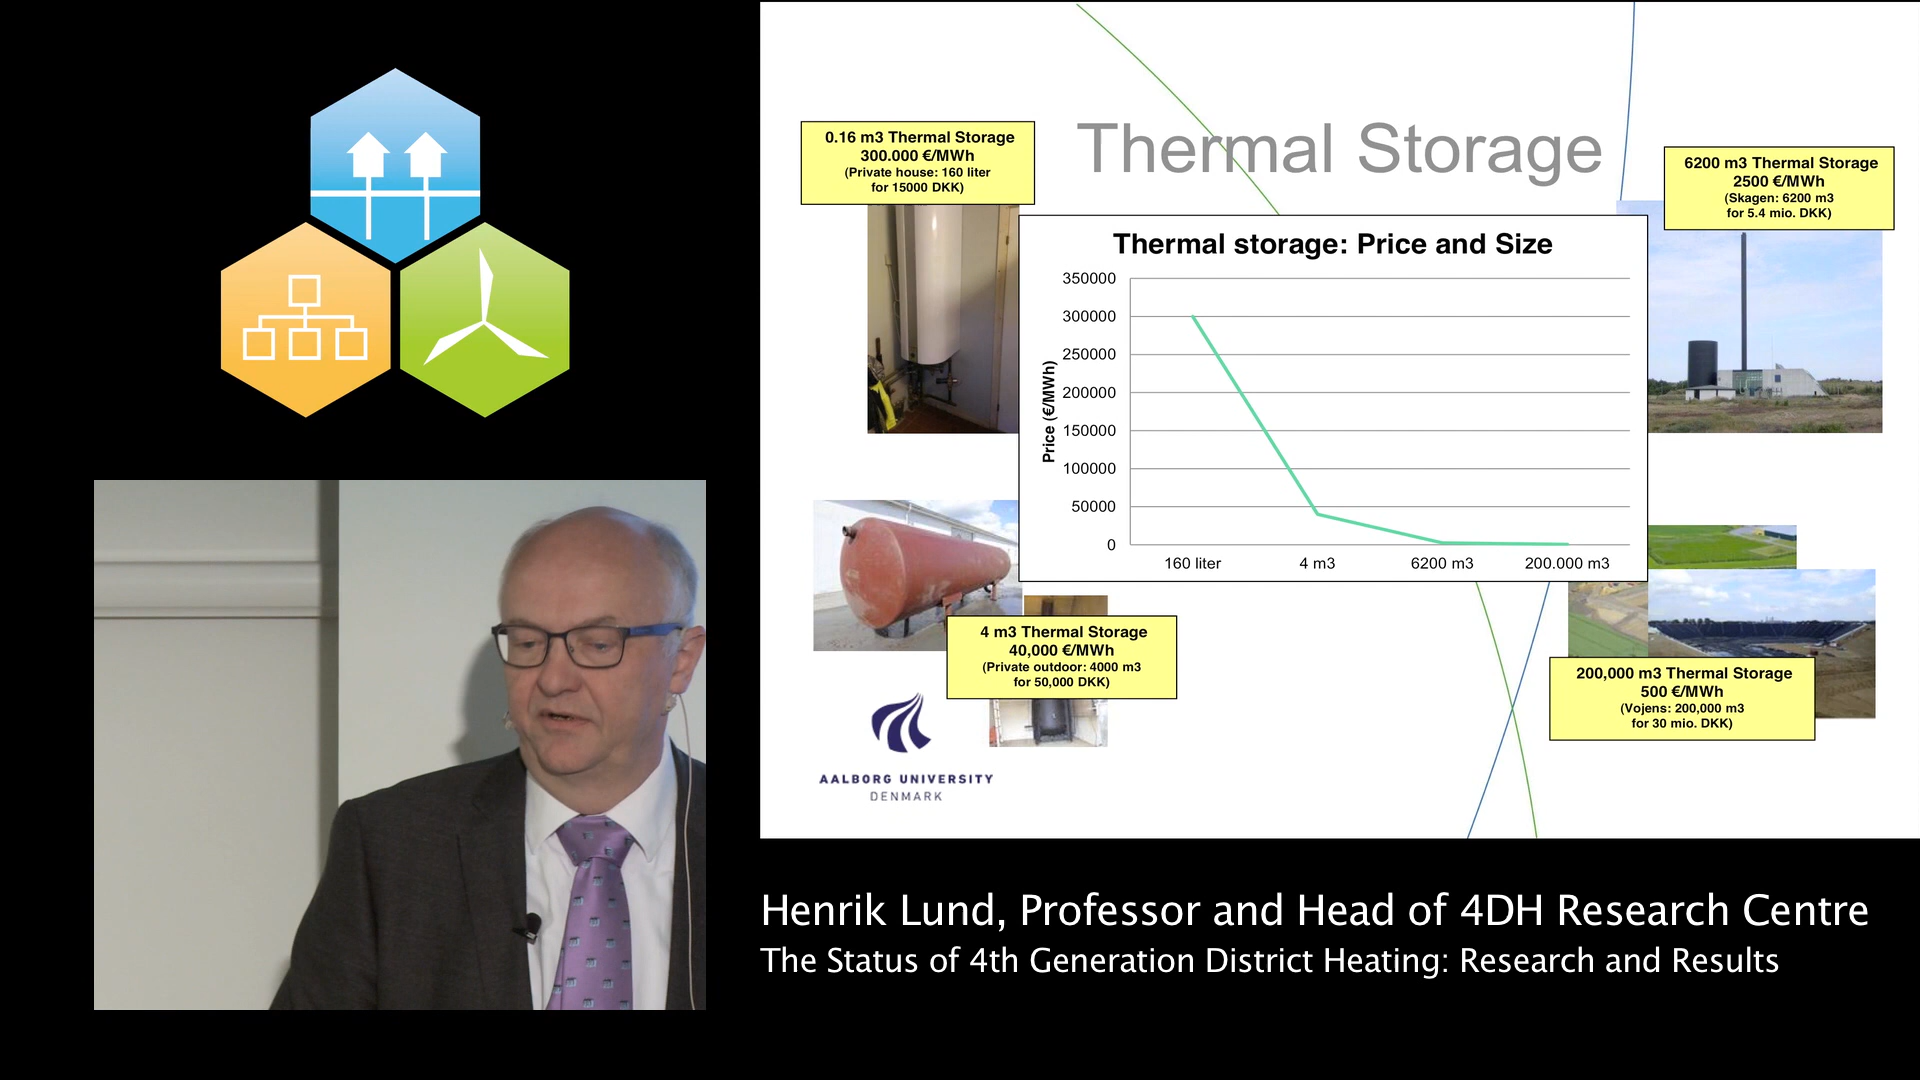 Thermal Storage
0.16 m3 Thermal Storage
300.000 €/MWh
(Private house: 160 liter
for 15000 DKK)
6200 m3 Thermal Storage
2500 €/MWh
(Skagen: 6200 m3
for 5.4 mio. DKK)
Thermal storage: Price and Size
Price (€/MWh)
350000
300000
250000
200000
150000
100000
50000
0
160 liter
4 m3
6200 m3
200.000 m3
4 m3 Thermal Storage
40,000 €/MWh
(Private outdoor: 4000 m3
for 50,000 DKK)
200,000 m3 Thermal Storage
500 €/MWh
(Vojens: 200,000 m3
for 30 mio. DKK)
AALBORG UNIVERSITY
DENMARK
Henrik Lund, Professor and Head of 4DH Research Centre
The Status of 4th Generation District Heating: Research and Results